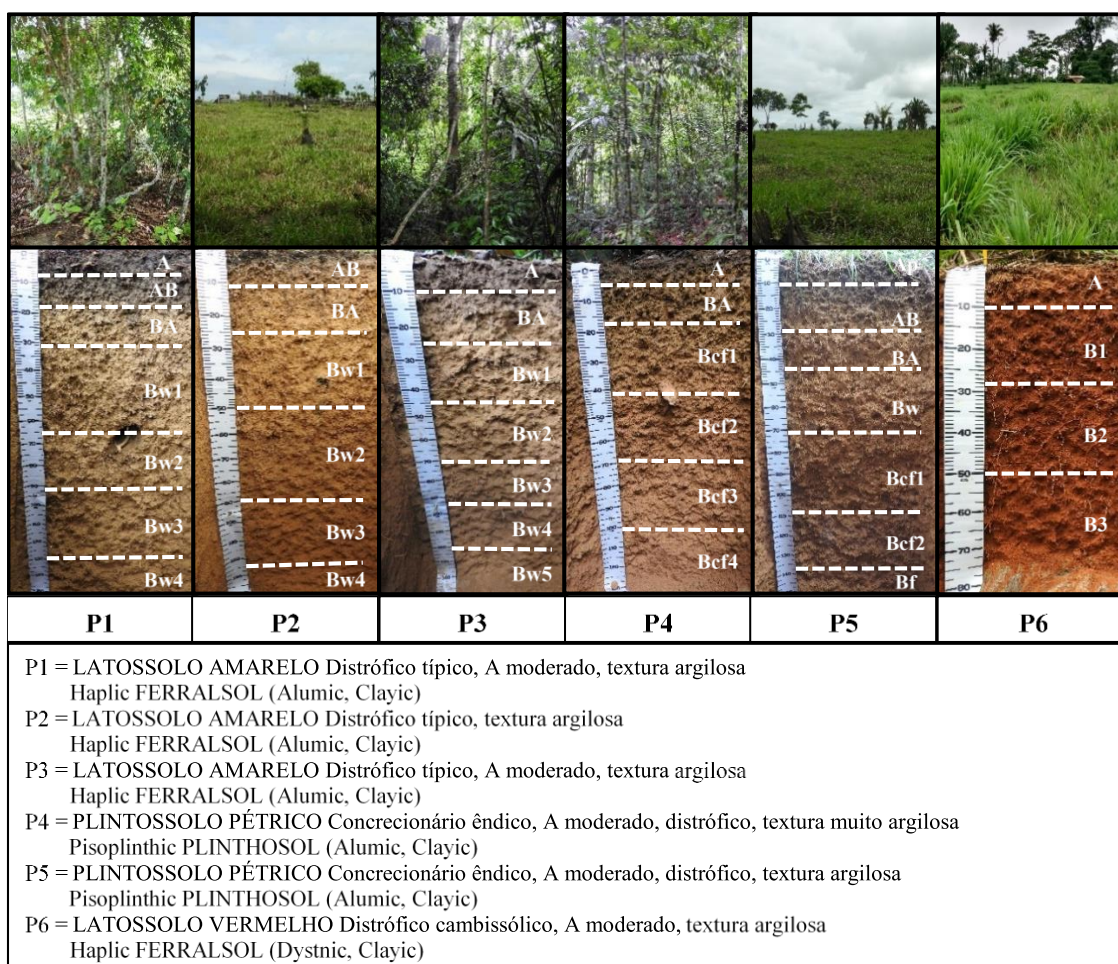 A
AB
BA
Bw1
Bw2
Bw3
Bw4
AB
BA
Bw1
Bw2
Bw3
Bw4
A
BA
Bw1
Bw2
Bw3
Bw4
Bw5
A
BA
Bcf1
Bcf2
Bcf3
Bcf4
AP
AB
BA
Bw
Bcf1
Bcf2
Bf
A
B1
B2
B3
P1 P2 P3 P4 P5 P6
P1 = LATOSSOLO AMARELO Distrófico típico, A moderado, textura argilosa
Haplic FERRALSOL (Alumic, Clayic)
P2 = LATOSSOLO AMARELO Distrófico típico, textura argilosa
Haplic FERRALSOL (Alumic, Clayic)
P3 = LATOSSOLO AMARELO Distrófico típico, A moderado, textura argilosa
Haplic FERRALSOL (Alumic, Clayic)
P4 = PLINTOSSOLO PÉTRICO Concrecionário êndico, A moderado, distrófico, textura muito argilosa
Pisoplinthic PLINTHOSOL (Alumic, Clayic)
P5 = PLINTOSSOLO PÉTRICO Concrecionário êndico, A moderado, distrófico, textura argilosa
Pisoplinthic PLINTHOSOL (Alumic, Clayic)
P6 = LATOSSOLO VERMELHO Distrófico cambissólico, A moderado, textura argilosa
Haplic FERRALSOL (Dystnic, Clayic)